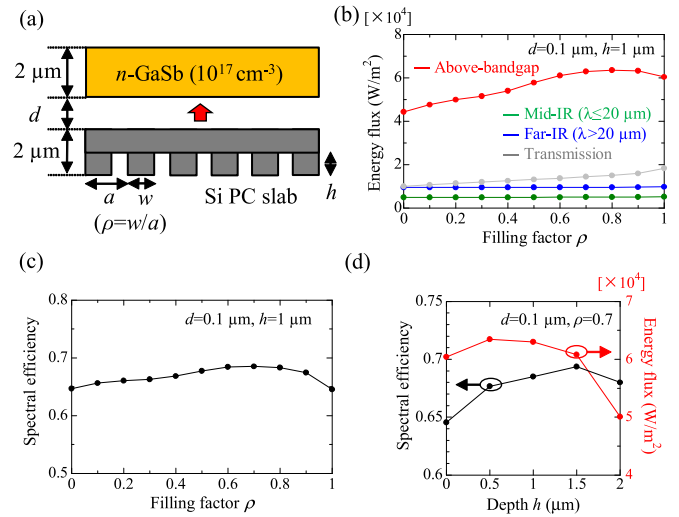 (a)
2 μm
n-GaSb (10¹⁷ cm⁻³)
d
2 μm
a
w
Si PC slab
h
(ρ=w/a)
(b)
[×10⁴]
d=0.1 μm, h=1 μm
Above-bandgap
Mid-IR (λ≤20 μm)
Far-IR (λ>20 μm)
Transmission
Energy flux (W/m²)
8
6
4
2
0
0 0.2 0.4 0.6 0.8 1
Filling factor ρ
(c)
d=0.1 μm, h=1 μm
Spectral efficiency
0.8
0.7
0.6
0.5
0 0.2 0.4 0.6 0.8 1
Filling factor ρ
(d)
[×10⁴]
d=0.1 μm, ρ=0.7
Spectral efficiency
0.75
0.7
0.65
0.6
7
6
5
4
Energy flux
(W/m²)
0 0.5 1 1.5 2
Depth h (μm)